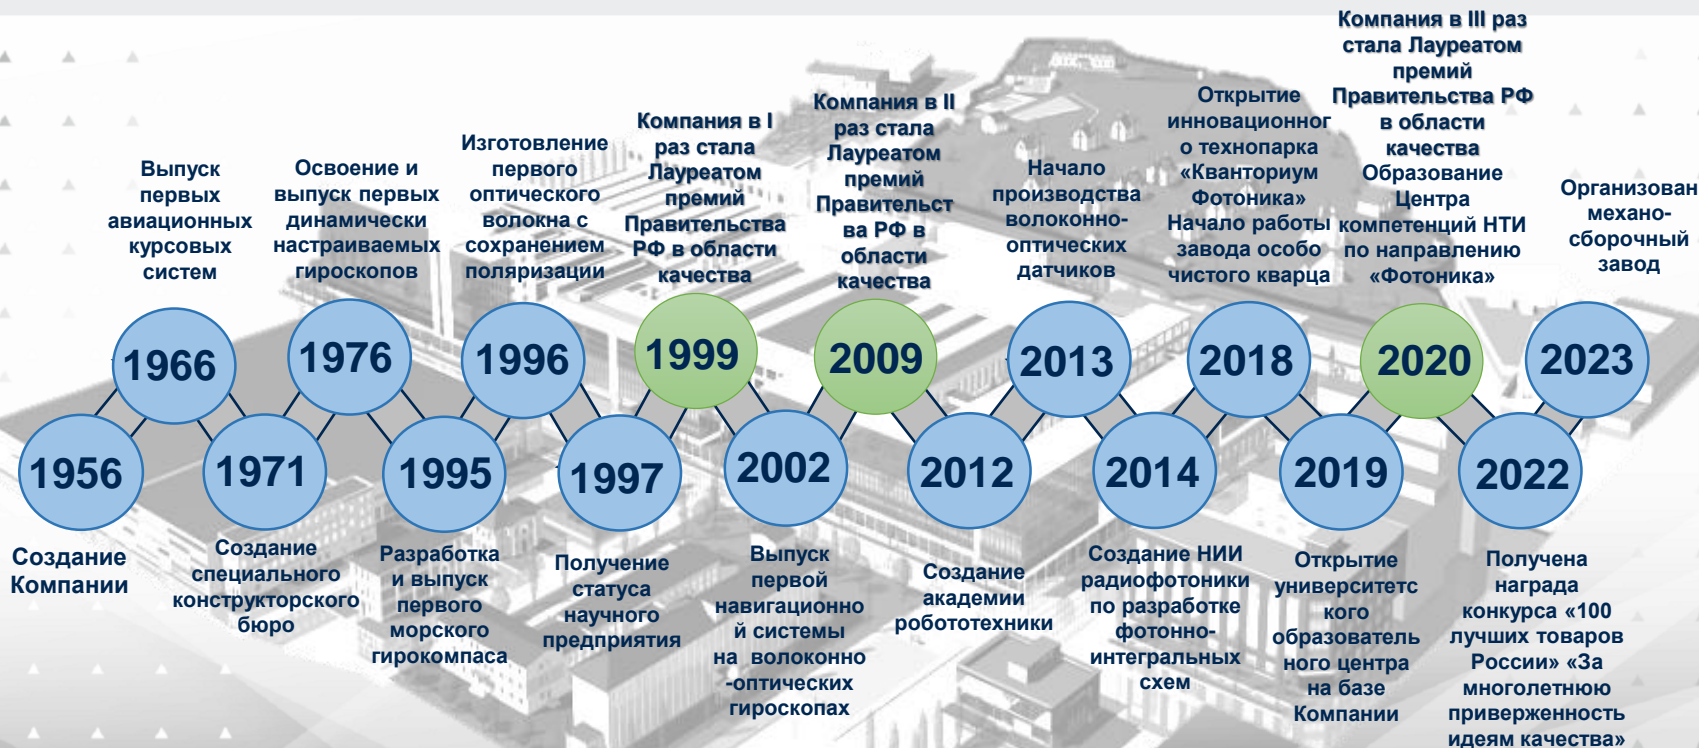 Выпуск
первых
авиационных
курсовых
систем
Освоение и
выпуск первых
динамически
настраиваемых
гироскопов
Изготовление
первого
оптического
волокна с
сохранением
поляризации
Компания в I
раз стала
Лауреатом
премий
Правительства
РФ в области
качества
Компания в II
раз стала
Лауреатом
премий
Правительст
ва РФ в
области
качества
Начало
производства
волоконно-
оптических
датчиков
Открытие
инновационног
о технопарка
«Кванториум
Фотоника»
Начало работы
завода особо
чистого кварца
Компания в III раз
стала Лауреатом
премий
Правительства РФ
в области
качества
Образование
Центра
компетенций НТИ
по направлению
«Фотоника»
Организован
механо-
сборочный
завод
1966
1976
1996
1999
2009
2013
2018
2020
2023
1956
1971
1995
1997
2002
2012
2014
2019
2022
Создание
Компании
Создание
специального
конструкторского
бюро
Разработка
и выпуск
первого
морского
гирокомпаса
Получение
статуса
научного
предприятия
Выпуск
первой
навигационно
й системы
на волоконно
-оптических
гироскопах
Создание
академии
робототехники
Создание НИИ
радиофотоники
по разработке
фотонно-
интегральных
схем
Открытие
университетс
кого
образователь
ного центра
на базе
Компании
Получена
награда
конкурса «100
лучших товаров
России» «За
многолетнюю
приверженность
идеям качества»